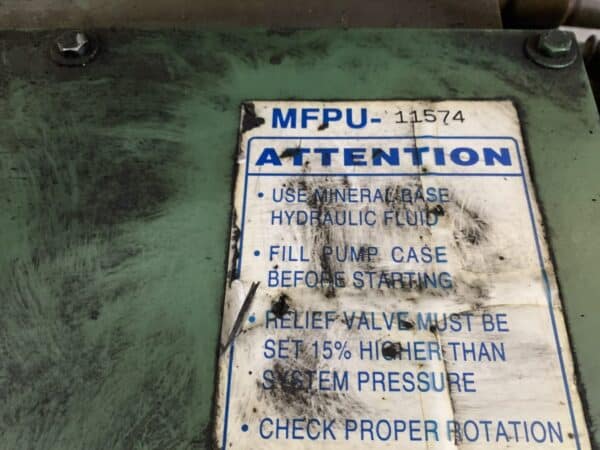 MFPU- 11574
ATTENTION
• USE MINERAL BASE
HYDRAULIC FLUID
• FILL PUMP CASE
BEFORE STARTING
• RELIEF VALVE MUST BE
SET 15% HIGHER THAN
SYSTEM PRESSURE
• CHECK PROPER ROTATION